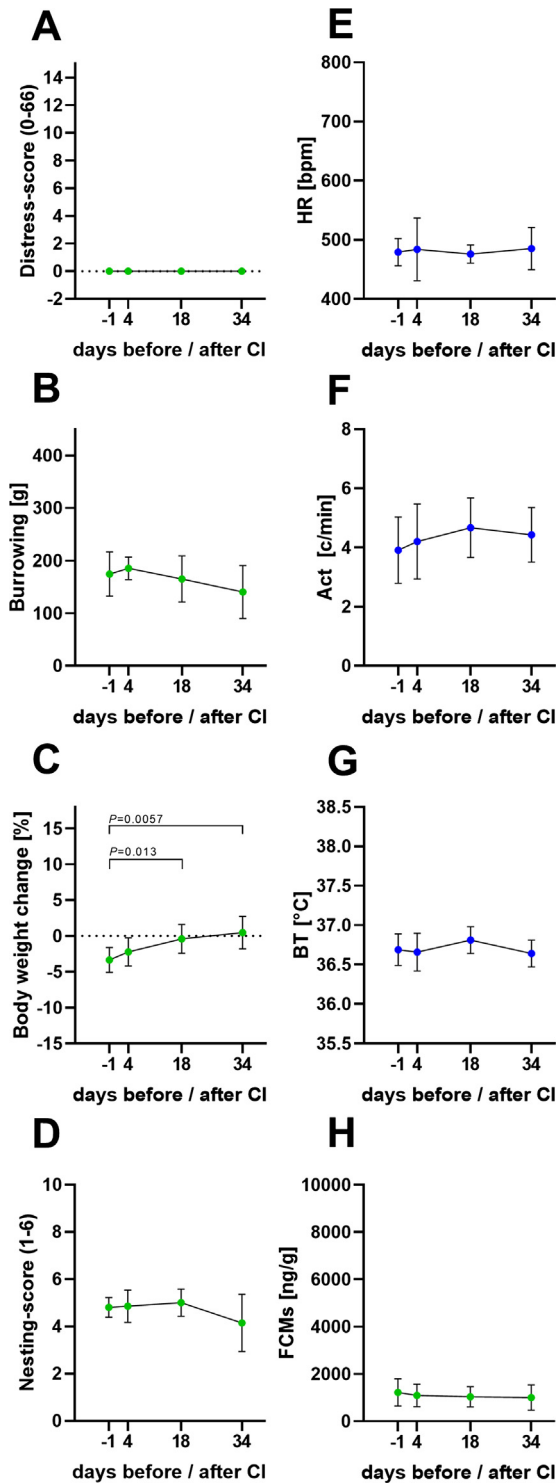 A
Distress-score (0-66)
14
12
10
8
6
4
2
0
-2
-1 4 18 34
days before / after CI
E
HR [bpm]
800
700
600
500
400
-1 4 18 34
days before / after CI
B
Burrowing [g]
400
300
200
100
0
-1 4 18 34
days before / after CI
F
Act [c/min]
8
6
4
2
0
-1 4 18 34
days before / after CI
C
Body weight change [%]
15
10
5
0
-5
-10
-15
P=0.0057
P=0.013
-1 4 18 34
days before / after CI
G
BT [°C]
38.5
38.0
37.5
37.0
36.5
36.0
35.5
-1 4 18 34
days before / after CI
D
Nesting-score (1-6)
10
8
6
4
2
0
-1 4 18 34
days before / after CI
H
FCMs [ng/g]
10000
8000
6000
4000
2000
0
-1 4 18 34
days before / after CI